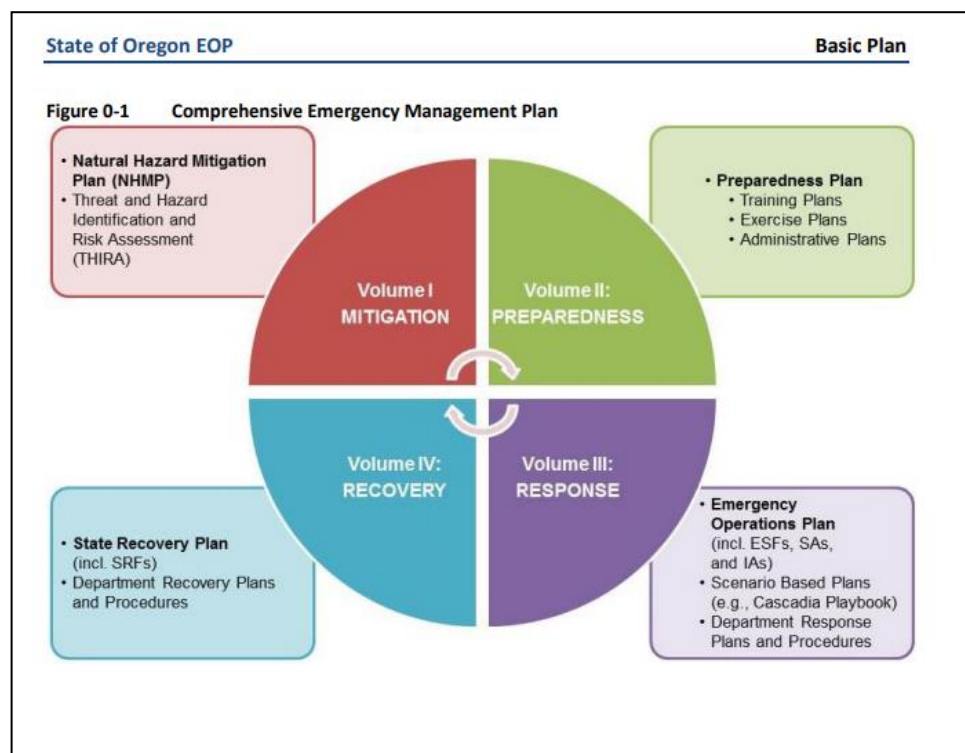 State of Oregon EOP Basic Plan
Figure 0-1 Comprehensive Emergency Management Plan
• Natural Hazard Mitigation
Plan (NHMP)
• Threat and Hazard
Identification and
Risk Assessment
(THIRA)
• Preparedness Plan
• Training Plans
• Exercise Plans
• Administrative Plans
Volume I
MITIGATION
Volume II:
PREPAREDNESS
Volume IV:
RECOVERY
Volume III:
RESPONSE
• State Recovery Plan
(incl. SRFs)
• Department Recovery Plans
and Procedures
• Emergency
Operations Plan
(incl. ESFs, SAs,
and IAs)
• Scenario Based Plans
(e.g., Cascadia Playbook)
• Department Response
Plans and Procedures